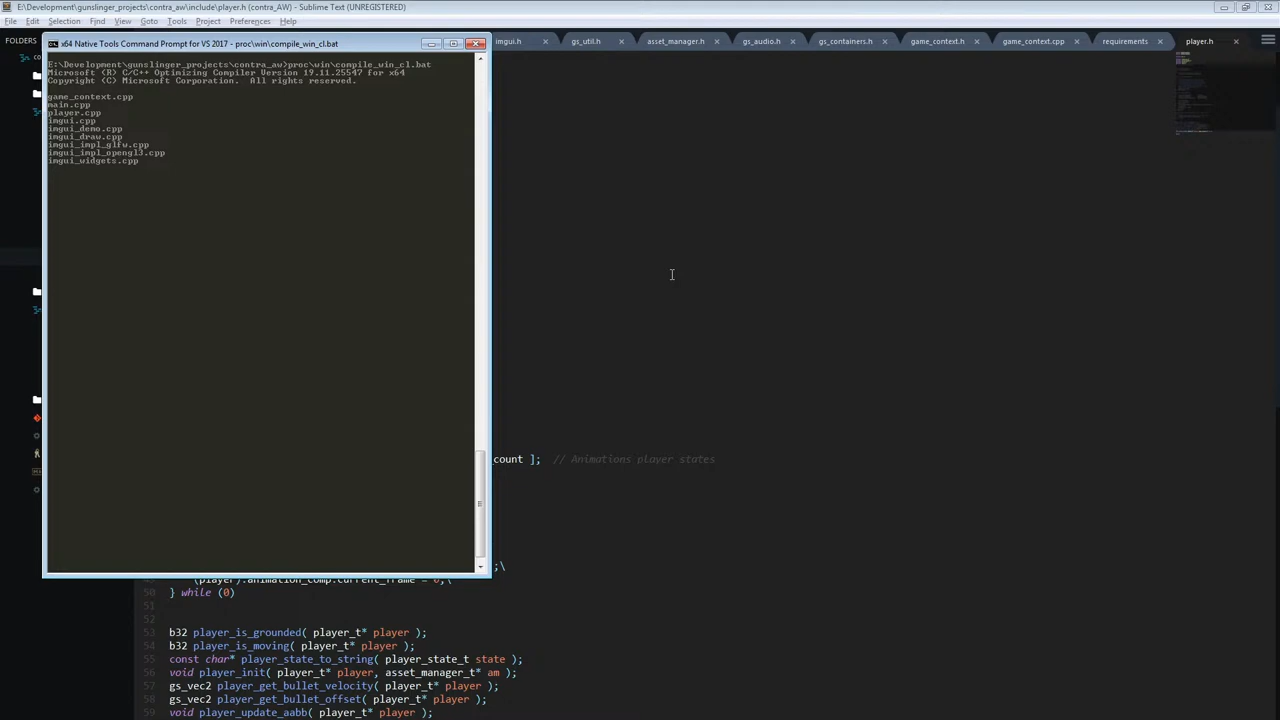 E:\Development\gunslinger_projects\contra_aw\include\player.h (contra_AW) - Sublime Text (UNREGISTERED)
File Edit Selection Find View Goto Tools Project Preferences Help
FOLDERS
imgui.h gs_util.h asset_manager.h gs_audio.h gs_containers.h game_context.h game_context.cpp requirements player.h
x64 Native Tools Command Prompt for VS 2017 - proc\win\compile_win_cl.bat
E:\Development\gunslinger_projects\contra_aw>proc\win\compile_win_cl.bat
Microsoft (R) C/C++ Optimizing Compiler Version 19.11.25547 for x64
Copyright (C) Microsoft Corporation.  All rights reserved.
game_context.cpp
main.cpp
player.cpp
imgui.cpp
imgui_demo.cpp
imgui_draw.cpp
imgui_impl_glfw.cpp
imgui_impl_opengl3.cpp
imgui_widgets.cpp
_count ];  // Animations player states
;\
(player).animation_comp.current_frame = 0;\
50 } while (0)
51
52
53 b32 player_is_grounded( player_t* player );
54 b32 player_is_moving( player_t* player );
55 const char* player_state_to_string( player_state_t state );
56 void player_init( player_t* player, asset_manager_t* am );
57 gs_vec2 player_get_bullet_velocity( player_t* player );
58 gs_vec2 player_get_bullet_offset( player_t* player );
59 void player_update_aabb( player_t* player );